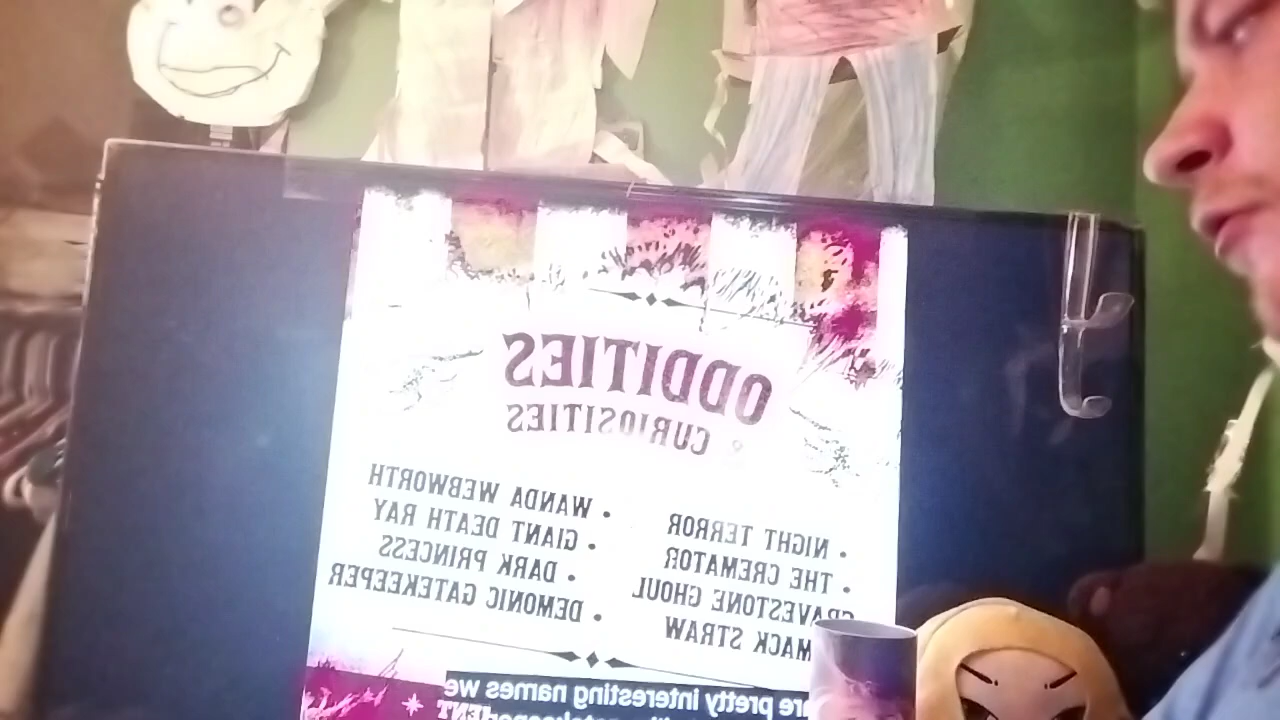 ODDITIES
& CURIOSITIES
• NIGHT TERROR
• THE CREMATOR
GRAVESTONE GHOUL
MACK STRAW
• WANDA WEBWORTH
• GIANT DEATH RAY
• DARK PRINCESS
• DEMONIC GATEKEEPER
are pretty interesting names we